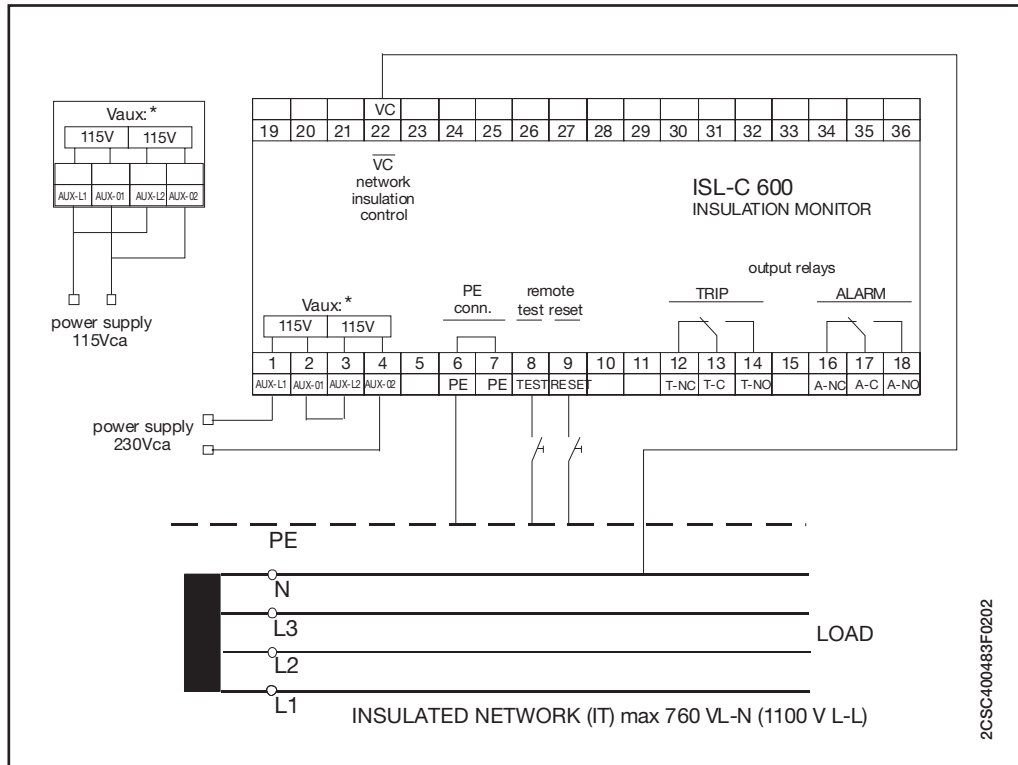 Vaux: *
115V 115V
AUX-L1 AUX-01 AUX-L2 AUX-02
power supply
115Vca
VC
19 20 21 22 23 24 25 26 27 28 29 30 31 32 33 34 35 36
VC
network
insulation
control
ISL-C 600
INSULATION MONITOR
output relays
Vaux: *
115V 115V
PE
conn.
remote
test reset
TRIP
ALARM
1 2 3 4 5 6 7 8 9 10 11 12 13 14 15 16 17 18
AUX-L1 AUX-01 AUX-L2 AUX-02 PE PE TEST RESET T-NC T-C T-NO A-NC A-C A-NO
power supply
230Vca
PE
N
L3
LOAD
L2
L1
INSULATED NETWORK (IT) max 760 VL-N (1100 V L-L)
2CSC400483F0202